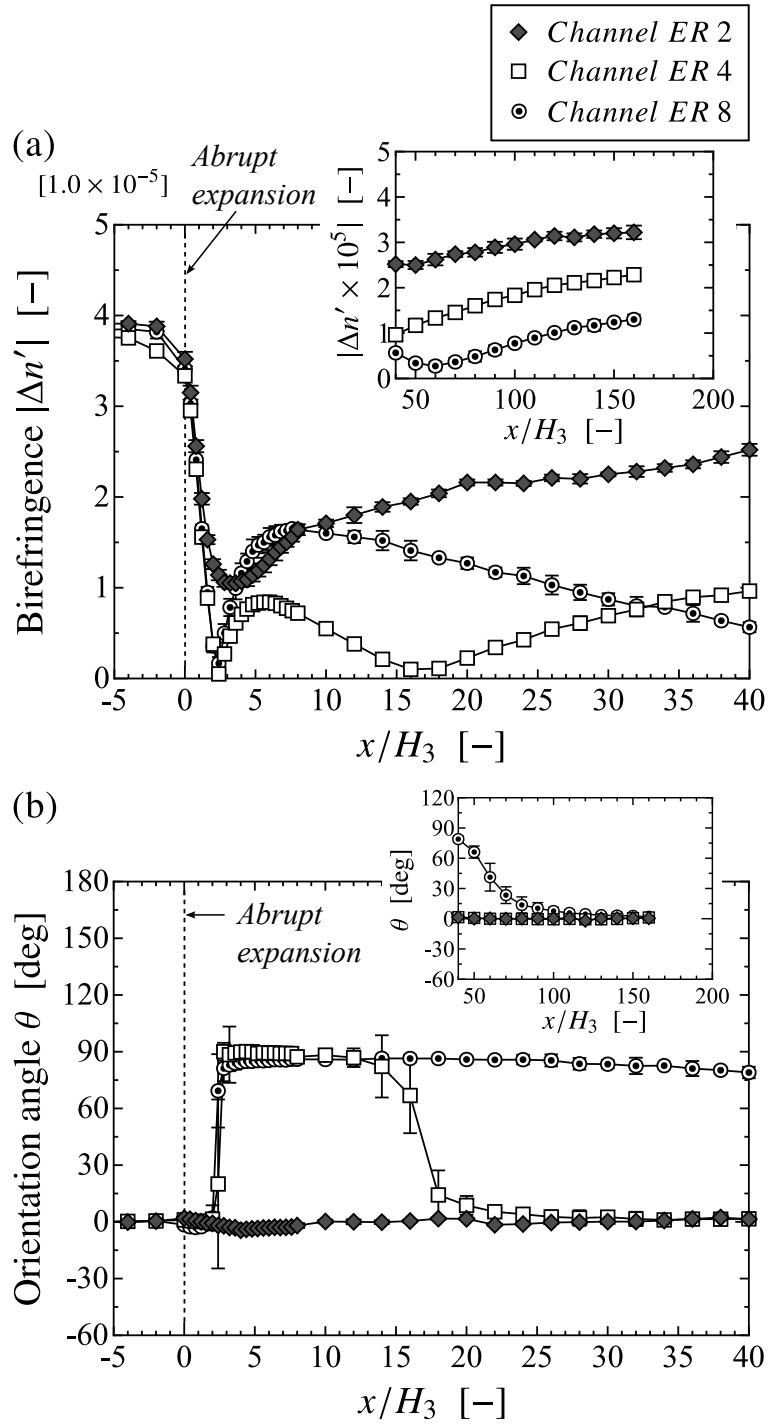 Channel ER 2
Channel ER 4
Channel ER 8
(a)
[1.0 × 10⁻⁵]
Abrupt
expansion
Birefringence |Δn′| [−]
5
4
3
2
1
0
-5 0 5 10 15 20 25 30 35 40
x/H₃ [−]
|Δn′ × 10⁵| [−]
5
4
3
2
1
0
50 100 150 200
x/H₃ [−]
(b)
Abrupt
expansion
Orientation angle θ [deg]
180
150
120
90
60
30
0
-30
-60
-5 0 5 10 15 20 25 30 35 40
x/H₃ [−]
θ [deg]
120
90
60
30
0
-30
-60
50 100 150 200
x/H₃ [−]